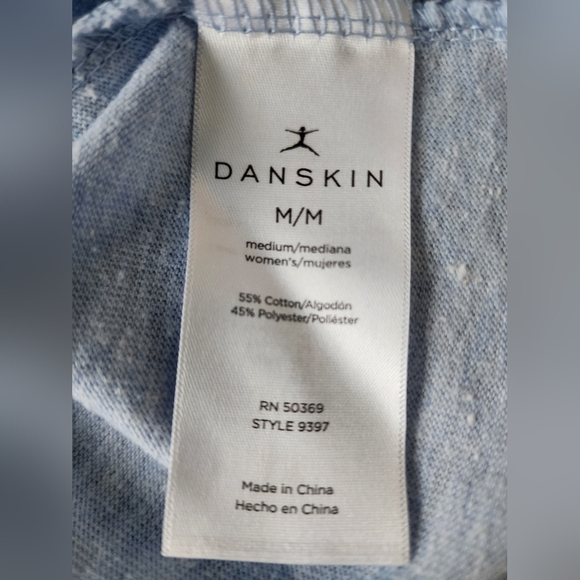 DANSKIN
M/M
medium/mediana
women's/mujeres
55% Cotton/Algodón
45% Polyester/Poliéster
RN 50369
STYLE 9397
Made in China
Hecho en China